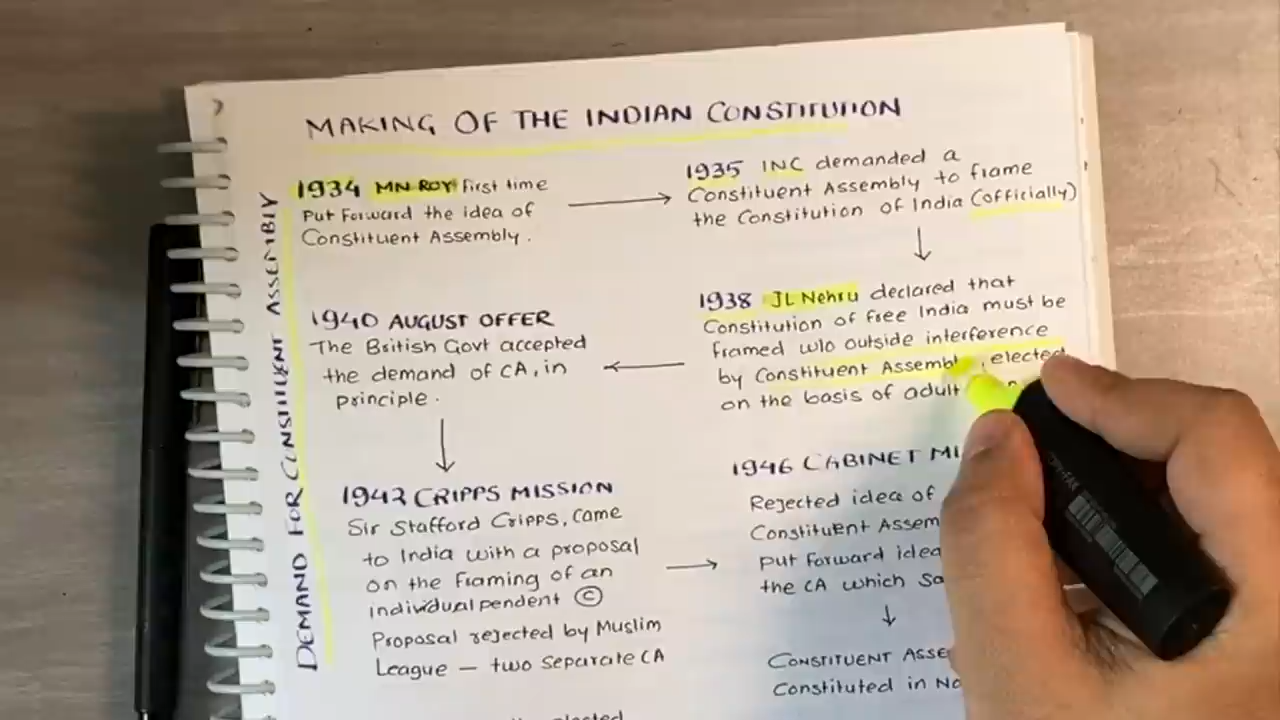 MAKING OF THE INDIAN CONSTITUTION
DEMAND FOR CONSTITUENT ASSEMBLY
1934 MN ROY first time
Put forward the idea of
Constituent Assembly.
1935 INC demanded a
Constituent Assembly to frame
the Constitution of India (officially)
1938 JL Nehru declared that
Constitution of free India must be
framed w/o outside interference
by Constituent Assembl elected
on the basis of adult
1940 AUGUST OFFER
The British Govt accepted
the demand of CA, in
principle.
1942 CRIPPS MISSION
Sir Stafford Cripps, came
to India with a proposal
on the framing of an
individual pendent ©
Proposal rejected by Muslim
League — two separate CA
1946 CABINET MI
Rejected idea of
Constituent Assem
put forward idea
the CA which sa
CONSTITUENT ASSE
Constituted in No